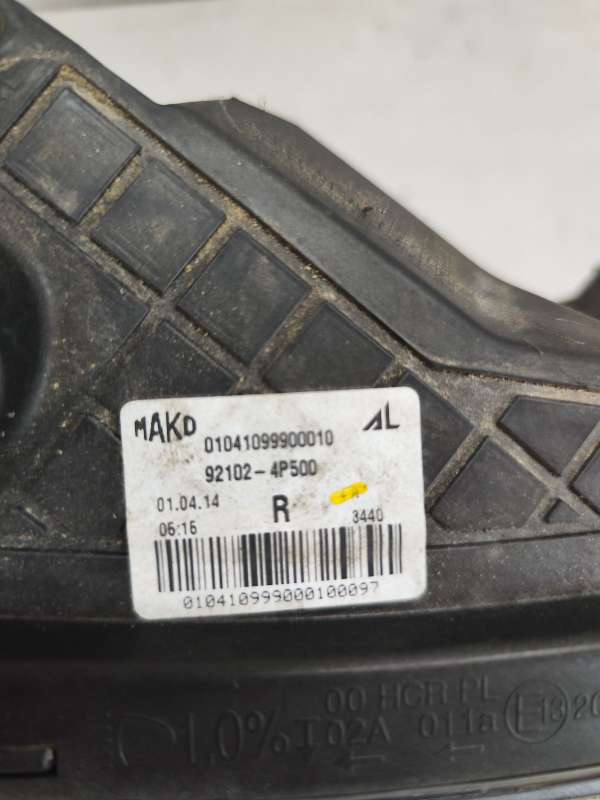 MAKO 01041099900010 AL
92102-4P500
01.04.14 R
06:16 3440
010410999000100097
00 HCR PL
1.0% I 02A 011a E13